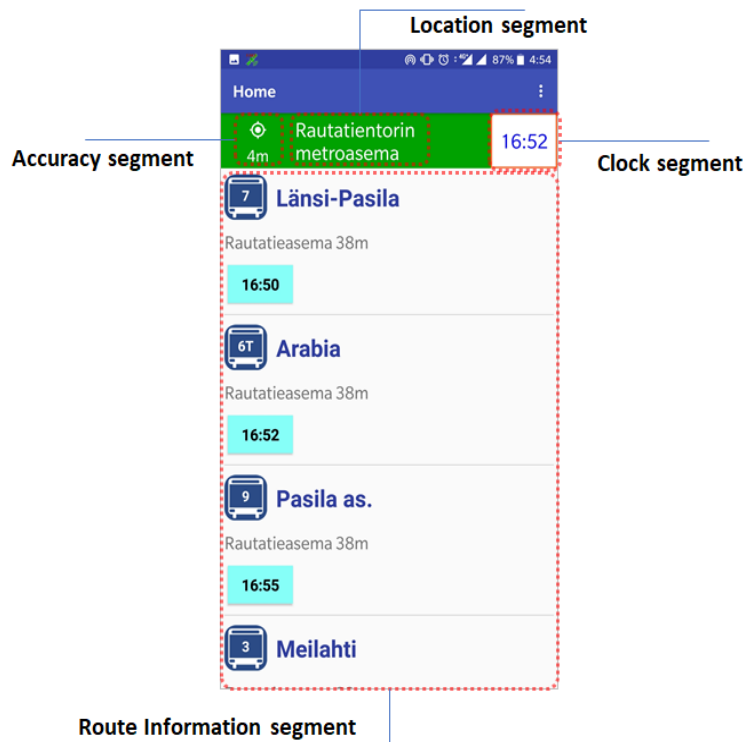 Location segment
87% 4:54
Home
Rautatientorin
metroasema
4m
16:52
Accuracy segment
Clock segment
7 Länsi-Pasila
Rautatieasema 38m
16:50
6T Arabia
Rautatieasema 38m
16:52
9 Pasila as.
Rautatieasema 38m
16:55
3 Meilahti
Route Information segment